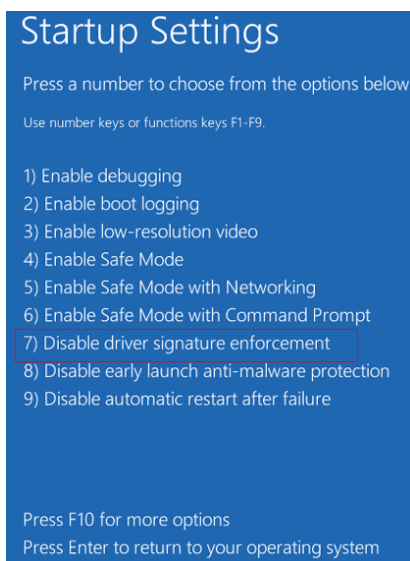 Startup Settings
Press a number to choose from the options below
Use number keys or functions keys F1-F9.
1) Enable debugging
2) Enable boot logging
3) Enable low-resolution video
4) Enable Safe Mode
5) Enable Safe Mode with Networking
6) Enable Safe Mode with Command Prompt
7) Disable driver signature enforcement
8) Disable early launch anti-malware protection
9) Disable automatic restart after failure
Press F10 for more options
Press Enter to return to your operating system